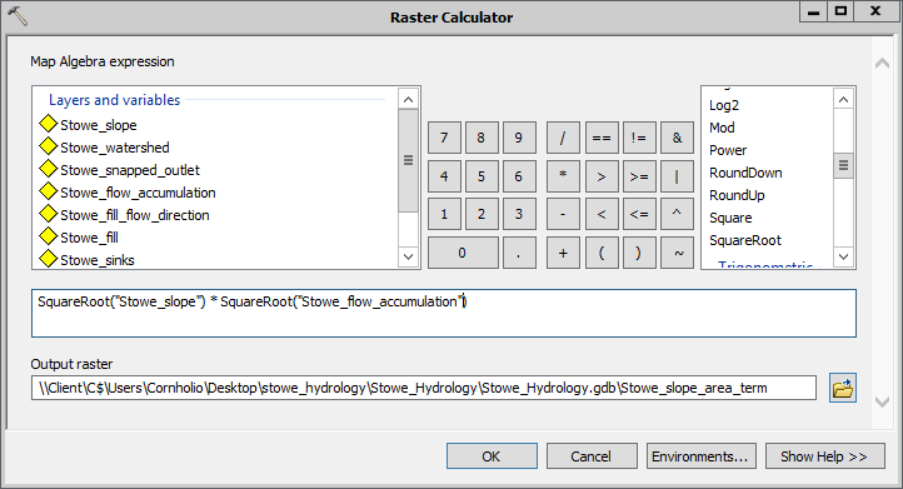 Raster Calculator
Map Algebra expression
Layers and variables
Stowe_slope
Stowe_watershed
Stowe_snapped_outlet
Stowe_flow_accumulation
Stowe_fill_flow_direction
Stowe_fill
Stowe_sinks
7 8 9 / == != &
4 5 6 * > >= |
1 2 3 - < <= ^
0 . + ( ) ~
Log2
Mod
Power
RoundDown
RoundUp
Square
SquareRoot
Trigonometric
SquareRoot("Stowe_slope") * SquareRoot("Stowe_flow_accumulation")
Output raster
\\Client\C$\Users\Cornholio\Desktop\stowe_hydrology\Stowe_Hydrology\Stowe_Hydrology.gdb\Stowe_slope_area_term
OK Cancel Environments... Show Help >>